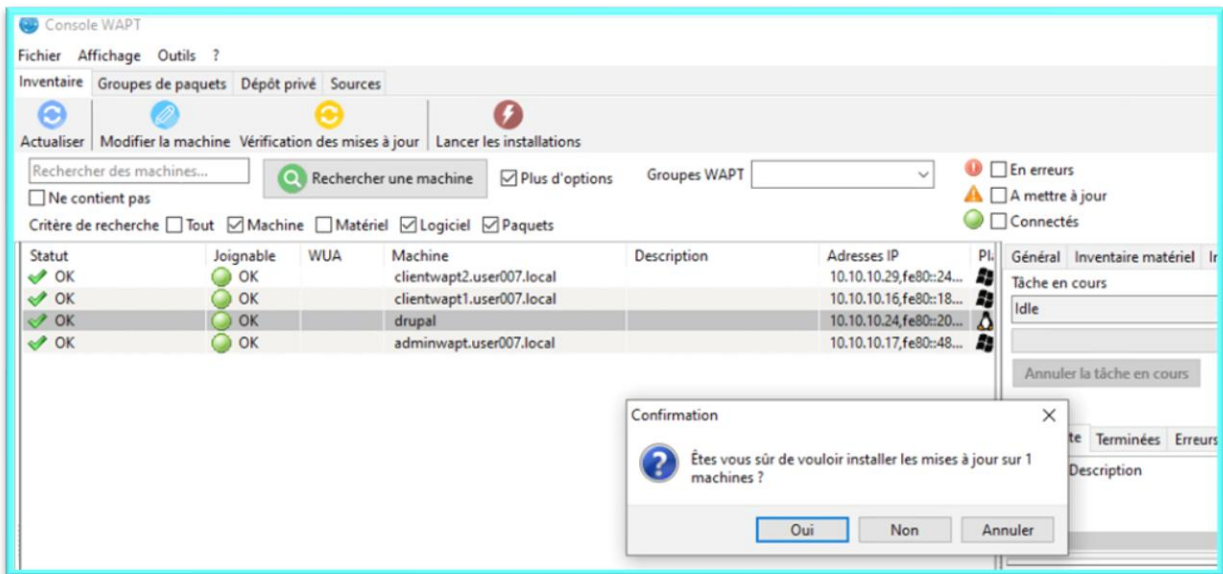 Console WAPT
Fichier Affichage Outils ?
Inventaire Groupes de paquets Dépôt privé Sources
Actualiser Modifier la machine Vérification des mises à jour Lancer les installations
Rechercher des machines... Rechercher une machine Plus d'options Groupes WAPT En erreurs
Ne contient pas A mettre à jour
Critère de recherche Tout Machine Matériel Logiciel Paquets Connectés
Statut Joignable WUA Machine Description Adresses IP Pl Général Inventaire matériel
OK OK clientwapt2.user007.local 10.10.10.29,fe80::24... Tâche en cours
OK OK clientwapt1.user007.local 10.10.10.16,fe80::18... Idle
OK OK drupal 10.10.10.24,fe80::20...
OK OK adminwapt.user007.local 10.10.10.17,fe80::48...
Annuler la tâche en cours
Confirmation
te Terminées Erreurs
Êtes vous sûr de vouloir installer les mises à jour sur 1
machines ?
Description
Oui Non Annuler